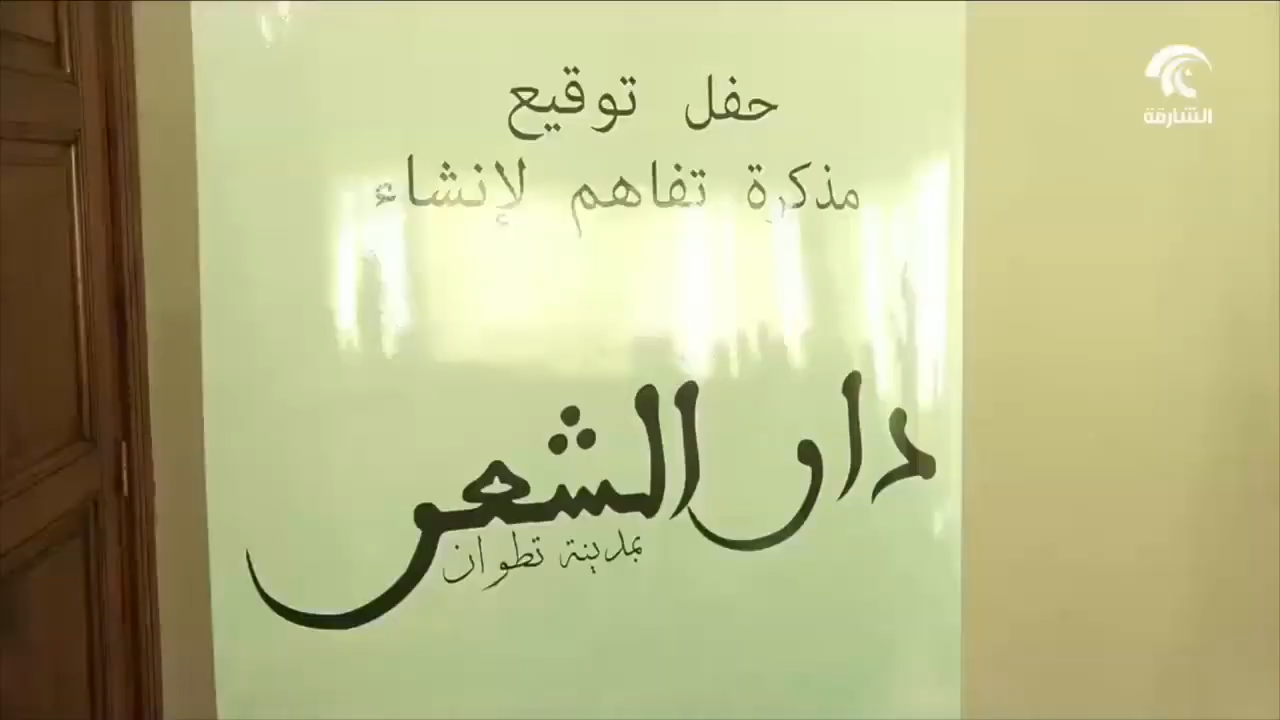 الشارقة
حفل توقيع
مذكرة تفاهم لإنشاء
دار الشعر
بمدينة تطوان